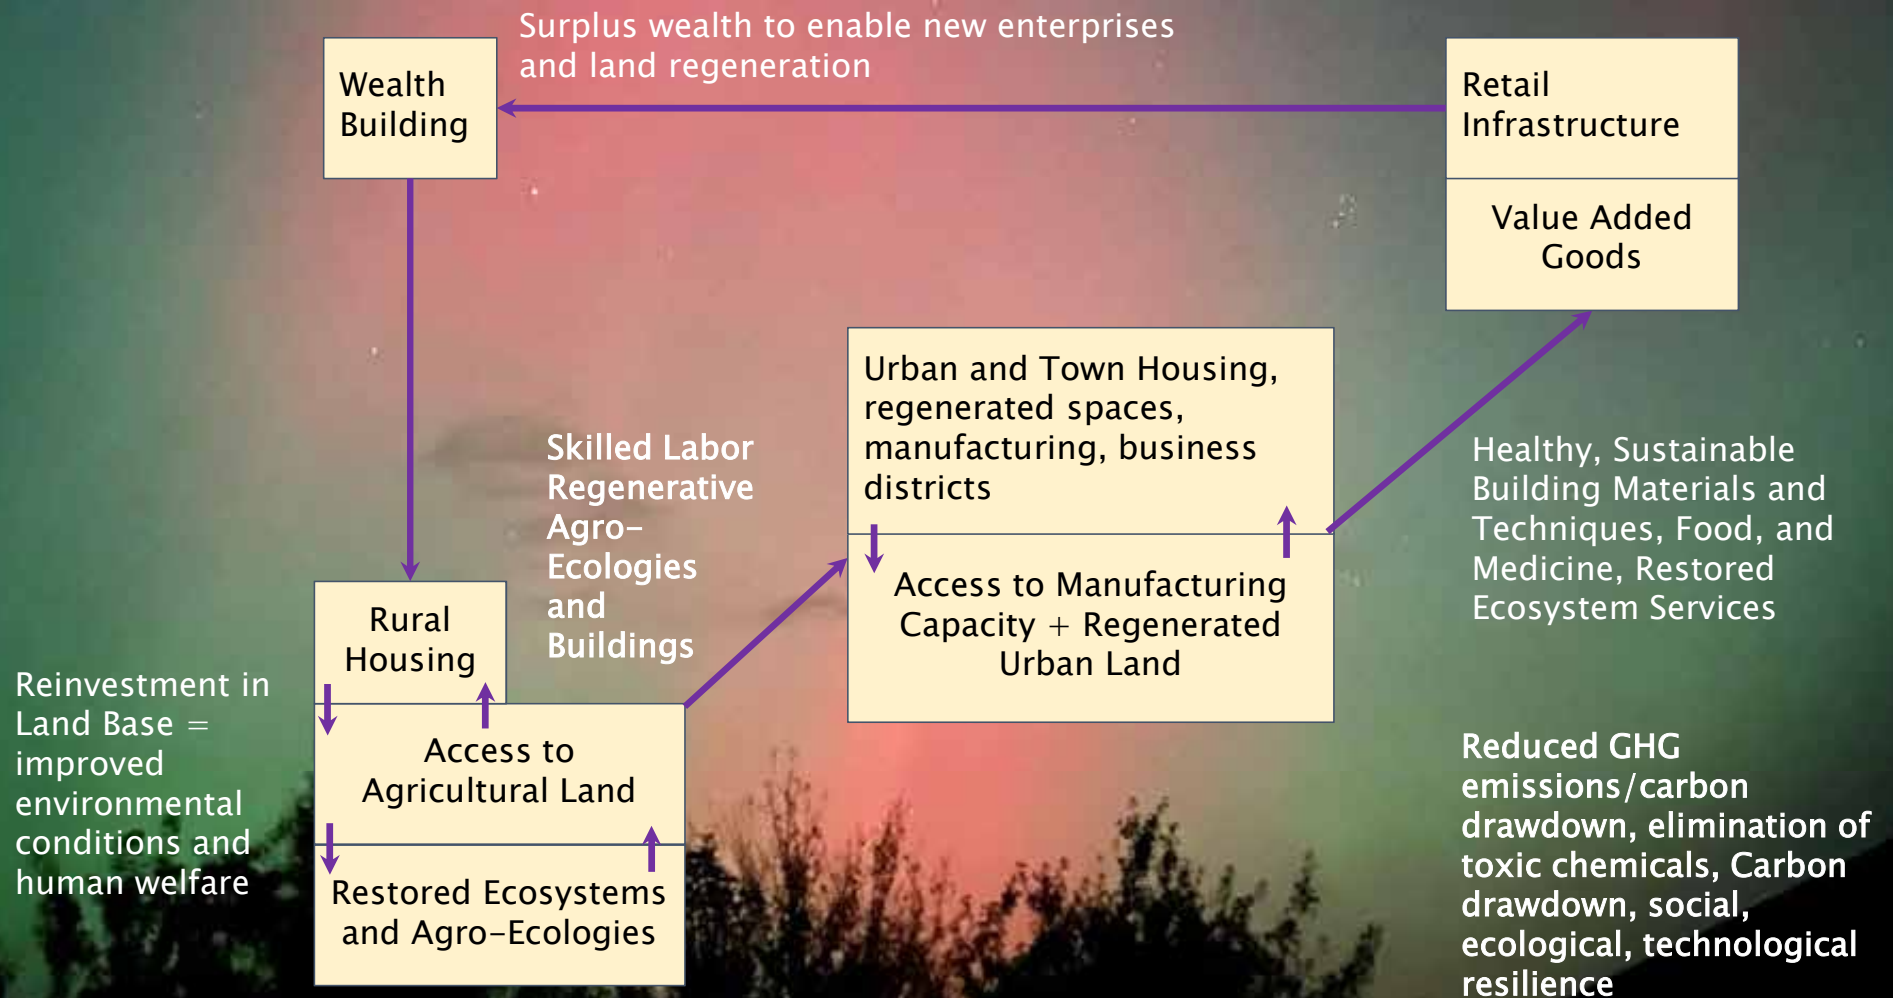 Surplus wealth to enable new enterprises
and land regeneration
Wealth
Building
Retail
Infrastructure
Value Added
Goods
Urban and Town Housing,
regenerated spaces,
manufacturing, business
districts
Access to Manufacturing
Capacity + Regenerated
Urban Land
Skilled Labor
Regenerative
Agro-
Ecologies
and
Buildings
Healthy, Sustainable
Building Materials and
Techniques, Food, and
Medicine, Restored
Ecosystem Services
Rural
Housing
Access to
Agricultural Land
Restored Ecosystems
and Agro-Ecologies
Reinvestment in
Land Base =
improved
environmental
conditions and
human welfare
Reduced GHG
emissions/carbon
drawdown, elimination of
toxic chemicals, Carbon
drawdown, social,
ecological, technological
resilience